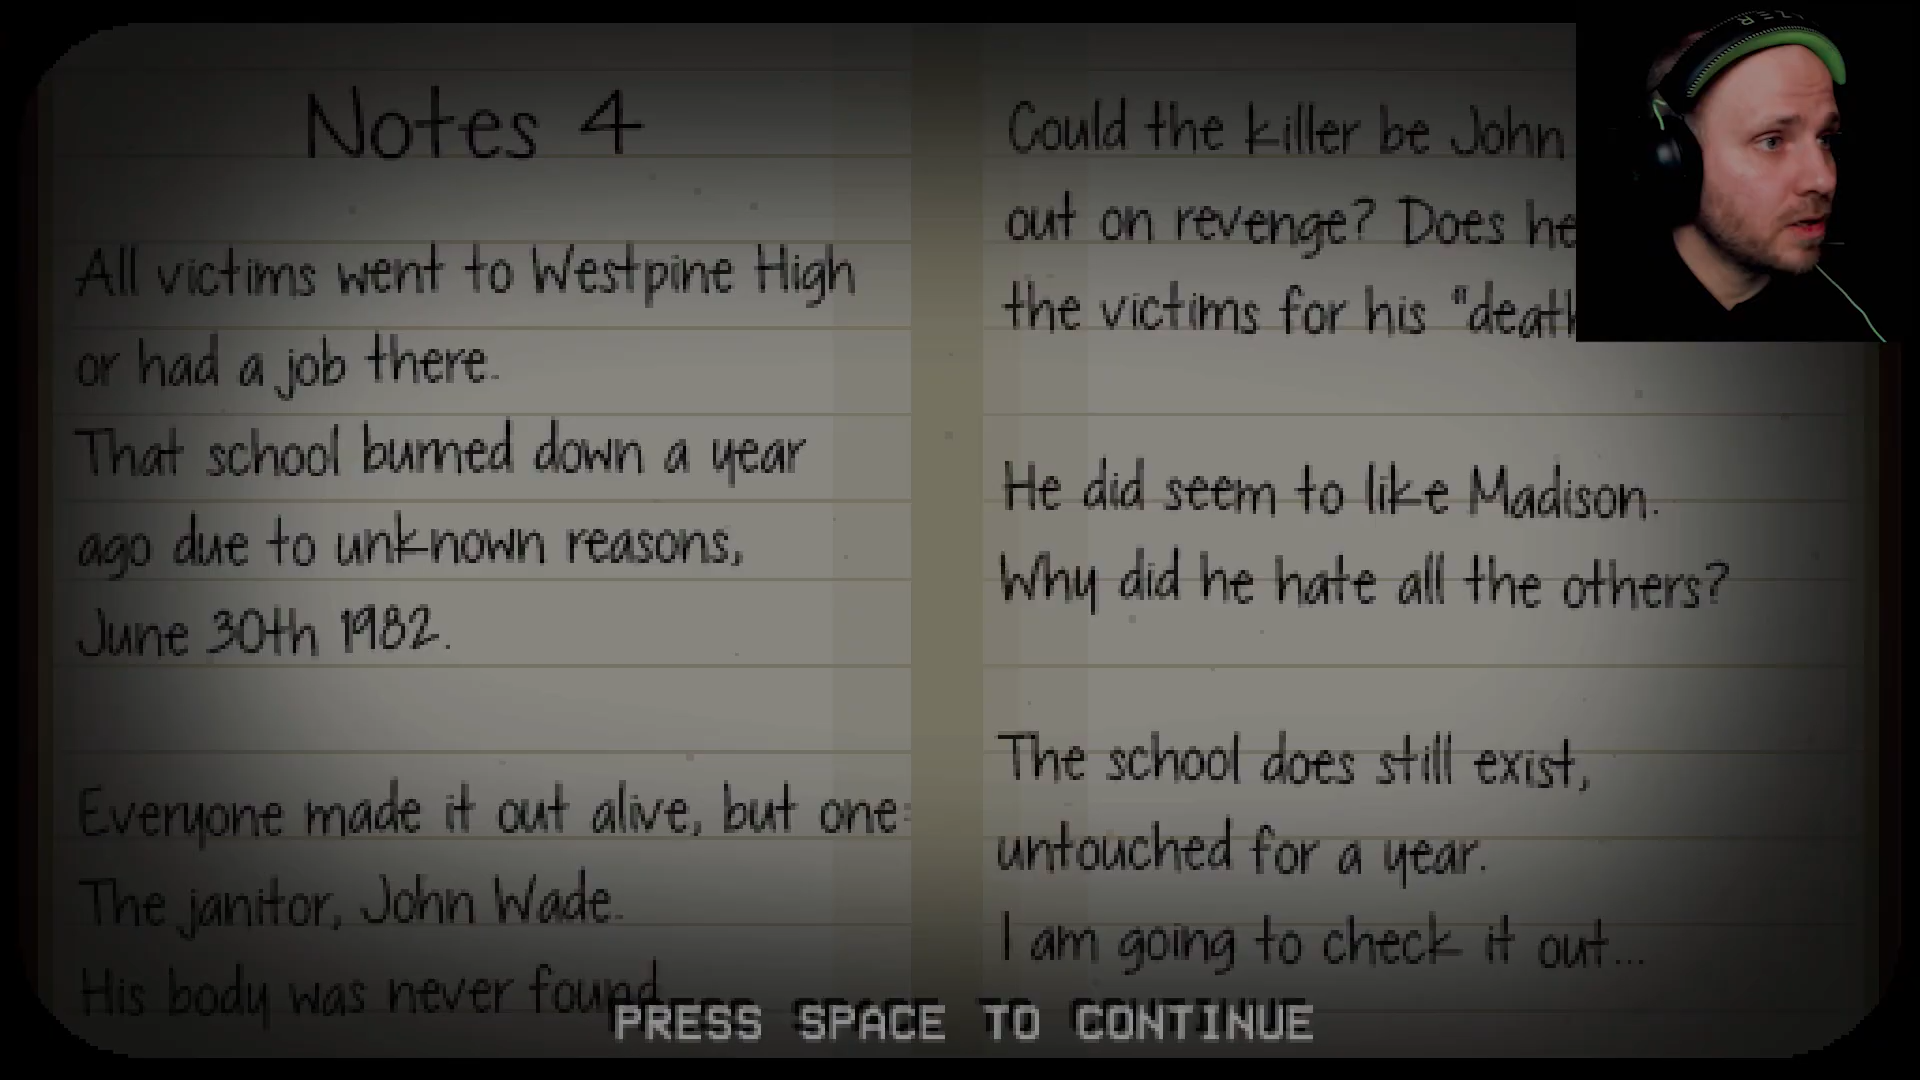 Notes 4
All victims went to Westpine High
or had a job there.
That school burned down a year
ago due to unknown reasons,
June 30th 1982.
Everyone made it out alive, but one:
The janitor, John Wade.
His body was never found
Could the killer be John
out on revenge? Does he
the victims for his "death
He did seem to like Madison.
Why did he hate all the others?
The school does still exist,
untouched for a year.
I am going to check it out...
PRESS SPACE TO CONTINUE